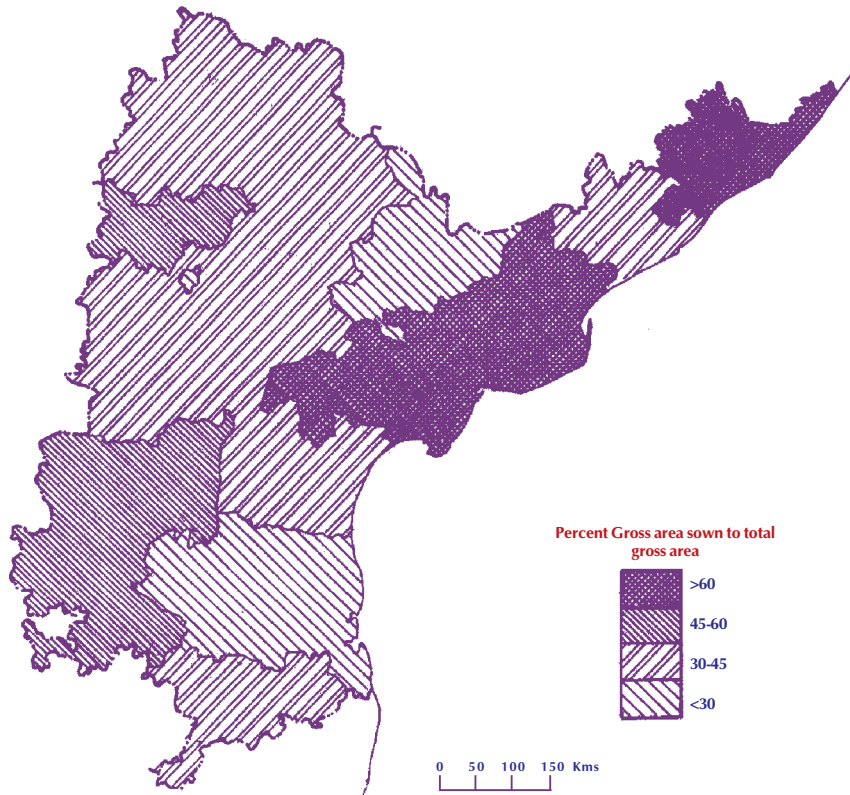 Percent Gross area sown to total
gross area
>60
45-60
30-45
<30
0 50 100 150 Kms